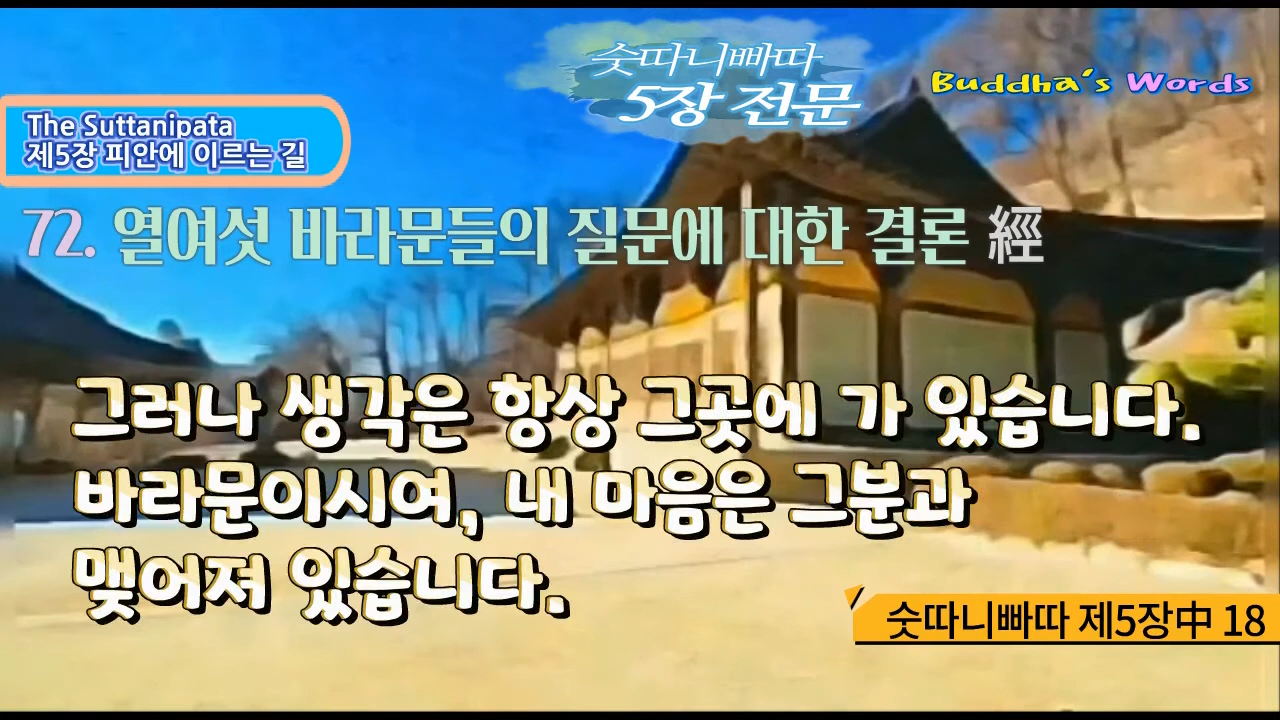 숫따니빠따
5장 전문
Buddha's Words
The Suttanipata
제5장 피안에 이르는 길
72. 열여섯 바라문들의 질문에 대한 결론 經
그러나 생각은 항상 그곳에 가 있습니다.
바라문이시여, 내 마음은 그분과
맺어져 있습니다.
숫따니빠따 제5장中 18